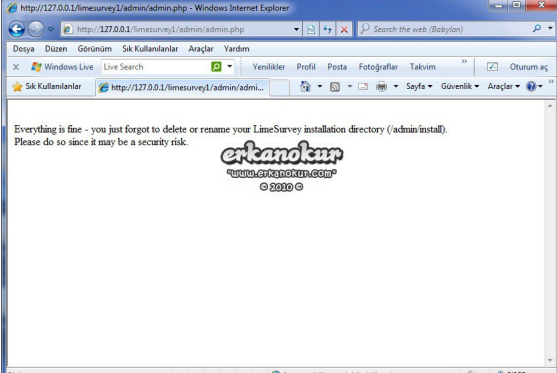 http://127.0.0.1/limesurvey1/admin/admin.php - Windows Internet Explorer
http://127.0.0.1/limesurvey1/admin/admin.php
Search the web (Babylon)
Dosya Düzen Görünüm Sık Kullanılanlar Araçlar Yardım
X Windows Live Live Search Yenilikler Profil Posta Fotoğraflar Takvim » Oturum aç
Sık Kullanılanlar http://127.0.0.1/limesurvey1/admin/admi... Sayfa Güvenlik Araçlar »
Everything is fine - you just forgot to delete or rename your LimeSurvey installation directory (/admin/install).
Please do so since it may be a security risk.
erkanokur
"www.erkanokur.com"
© 2010 ©